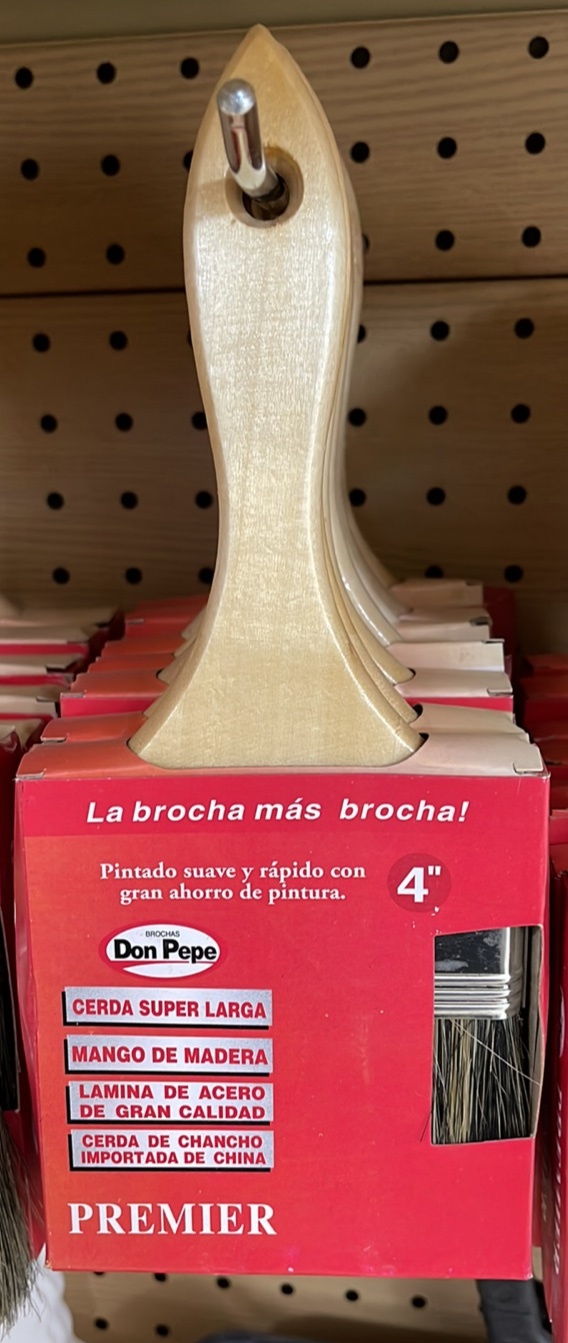 La brocha más brocha!
Pintado suave y rápido con
gran ahorro de pintura.
4"
BROCHAS
Don Pepe
CERDA SUPER LARGA
MANGO DE MADERA
LAMINA DE ACERO
DE GRAN CALIDAD
CERDA DE CHANCHO
IMPORTADA DE CHINA
PREMIER